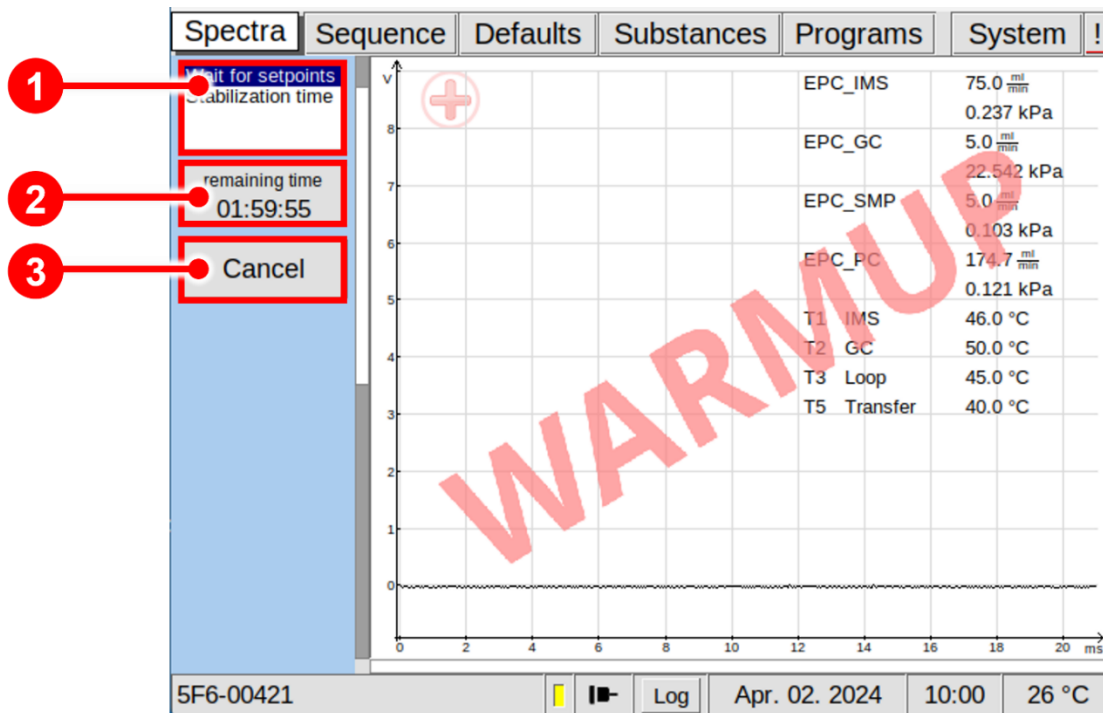 Spectra Sequence Defaults Substances Programs System !
1
Wait for setpoints
Stabilization time
2
remaining time
01:59:55
3
Cancel
V
8
7
6
5
4
3
2
1
0
0 2 4 6 8 10 12 14 16 18 20 ms
EPC_IMS 75.0 ml/min
0.237 kPa
EPC_GC 5.0 ml/min
22.542 kPa
EPC_SMP 5.0 ml/min
0.103 kPa
EPC_PC 174.7 ml/min
0.121 kPa
T1 IMS 46.0 °C
T2 GC 50.0 °C
T3 Loop 45.0 °C
T5 Transfer 40.0 °C
WARMUP
5F6-00421 Log Apr. 02. 2024 10:00 26 °C